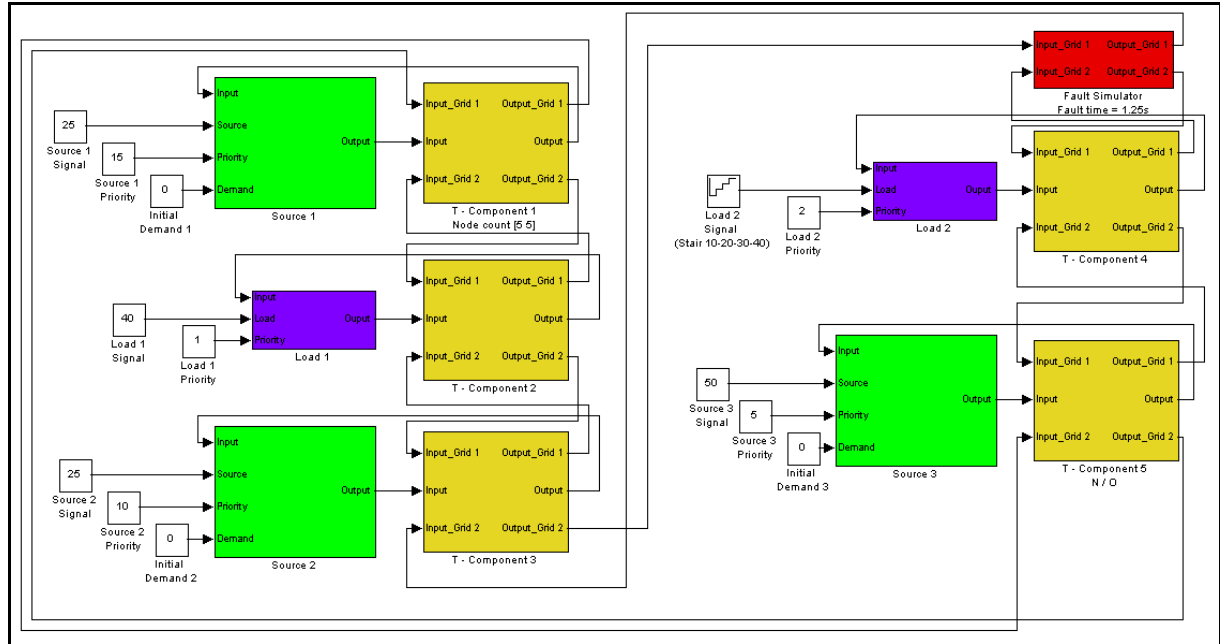 Input_Grid 1 Output_Grid 1
Input_Grid 2 Output_Grid 2
Fault Simulator
Fault time = 1.25s
25
Source 1
Signal
15
Source 1
Priority
0
Initial
Demand 1
Input
Source
Priority
Demand
Output
Source 1
Input_Grid 1 Output_Grid 1
Input Output
Input_Grid 2 Output_Grid 2
T - Component 1
Node count [5 5]
40
Load 1
Signal
1
Load 1
Priority
Input
Load
Priority
Ouput
Load 1
Input_Grid 1 Output_Grid 1
Input Output
Input_Grid 2 Output_Grid 2
T - Component 2
25
Source 2
Signal
10
Source 2
Priority
0
Initial
Demand 2
Input
Source
Priority
Demand
Output
Source 2
Input_Grid 1 Output_Grid 1
Input Output
Input_Grid 2 Output_Grid 2
T - Component 3
Load 2
Signal
(Stair 10-20-30-40)
2
Load 2
Priority
Input
Load
Priority
Ouput
Load 2
Input_Grid 1 Output_Grid 1
Input Output
Input_Grid 2 Output_Grid 2
T - Component 4
50
Source 3
Signal
5
Source 3
Priority
0
Initial
Demand 3
Input
Source
Priority
Demand
Output
Source 3
Input_Grid 1 Output_Grid 1
Input Output
Input_Grid 2 Output_Grid 2
T - Component 5
N / O